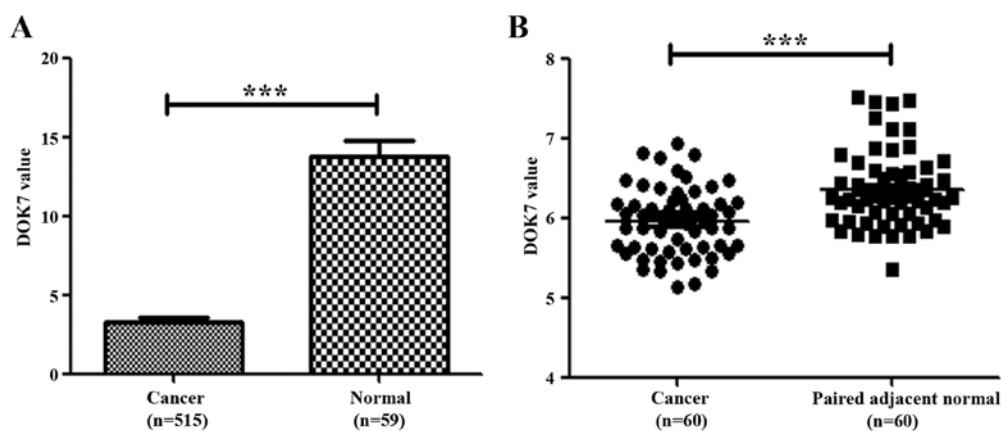 A
DOK7 value
20
15
10
5
0
***
Cancer
(n=515)
Normal
(n=59)
B
DOK7 value
8
7
6
5
4
***
Cancer
(n=60)
Paired adjacent normal
(n=60)